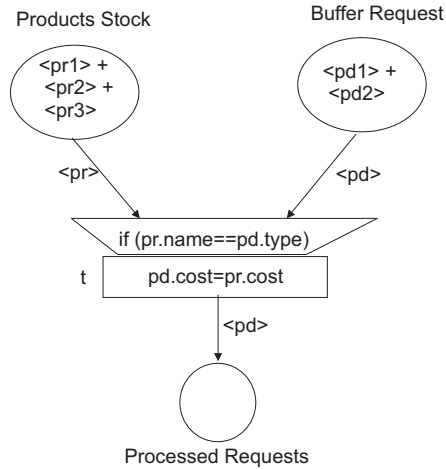 Products Stock
Buffer Request
<pr1> +
<pr2> +
<pr3>
<pd1> +
<pd2>
<pr>
<pd>
if (pr.name==pd.type)
t
pd.cost=pr.cost
<pd>
Processed Requests